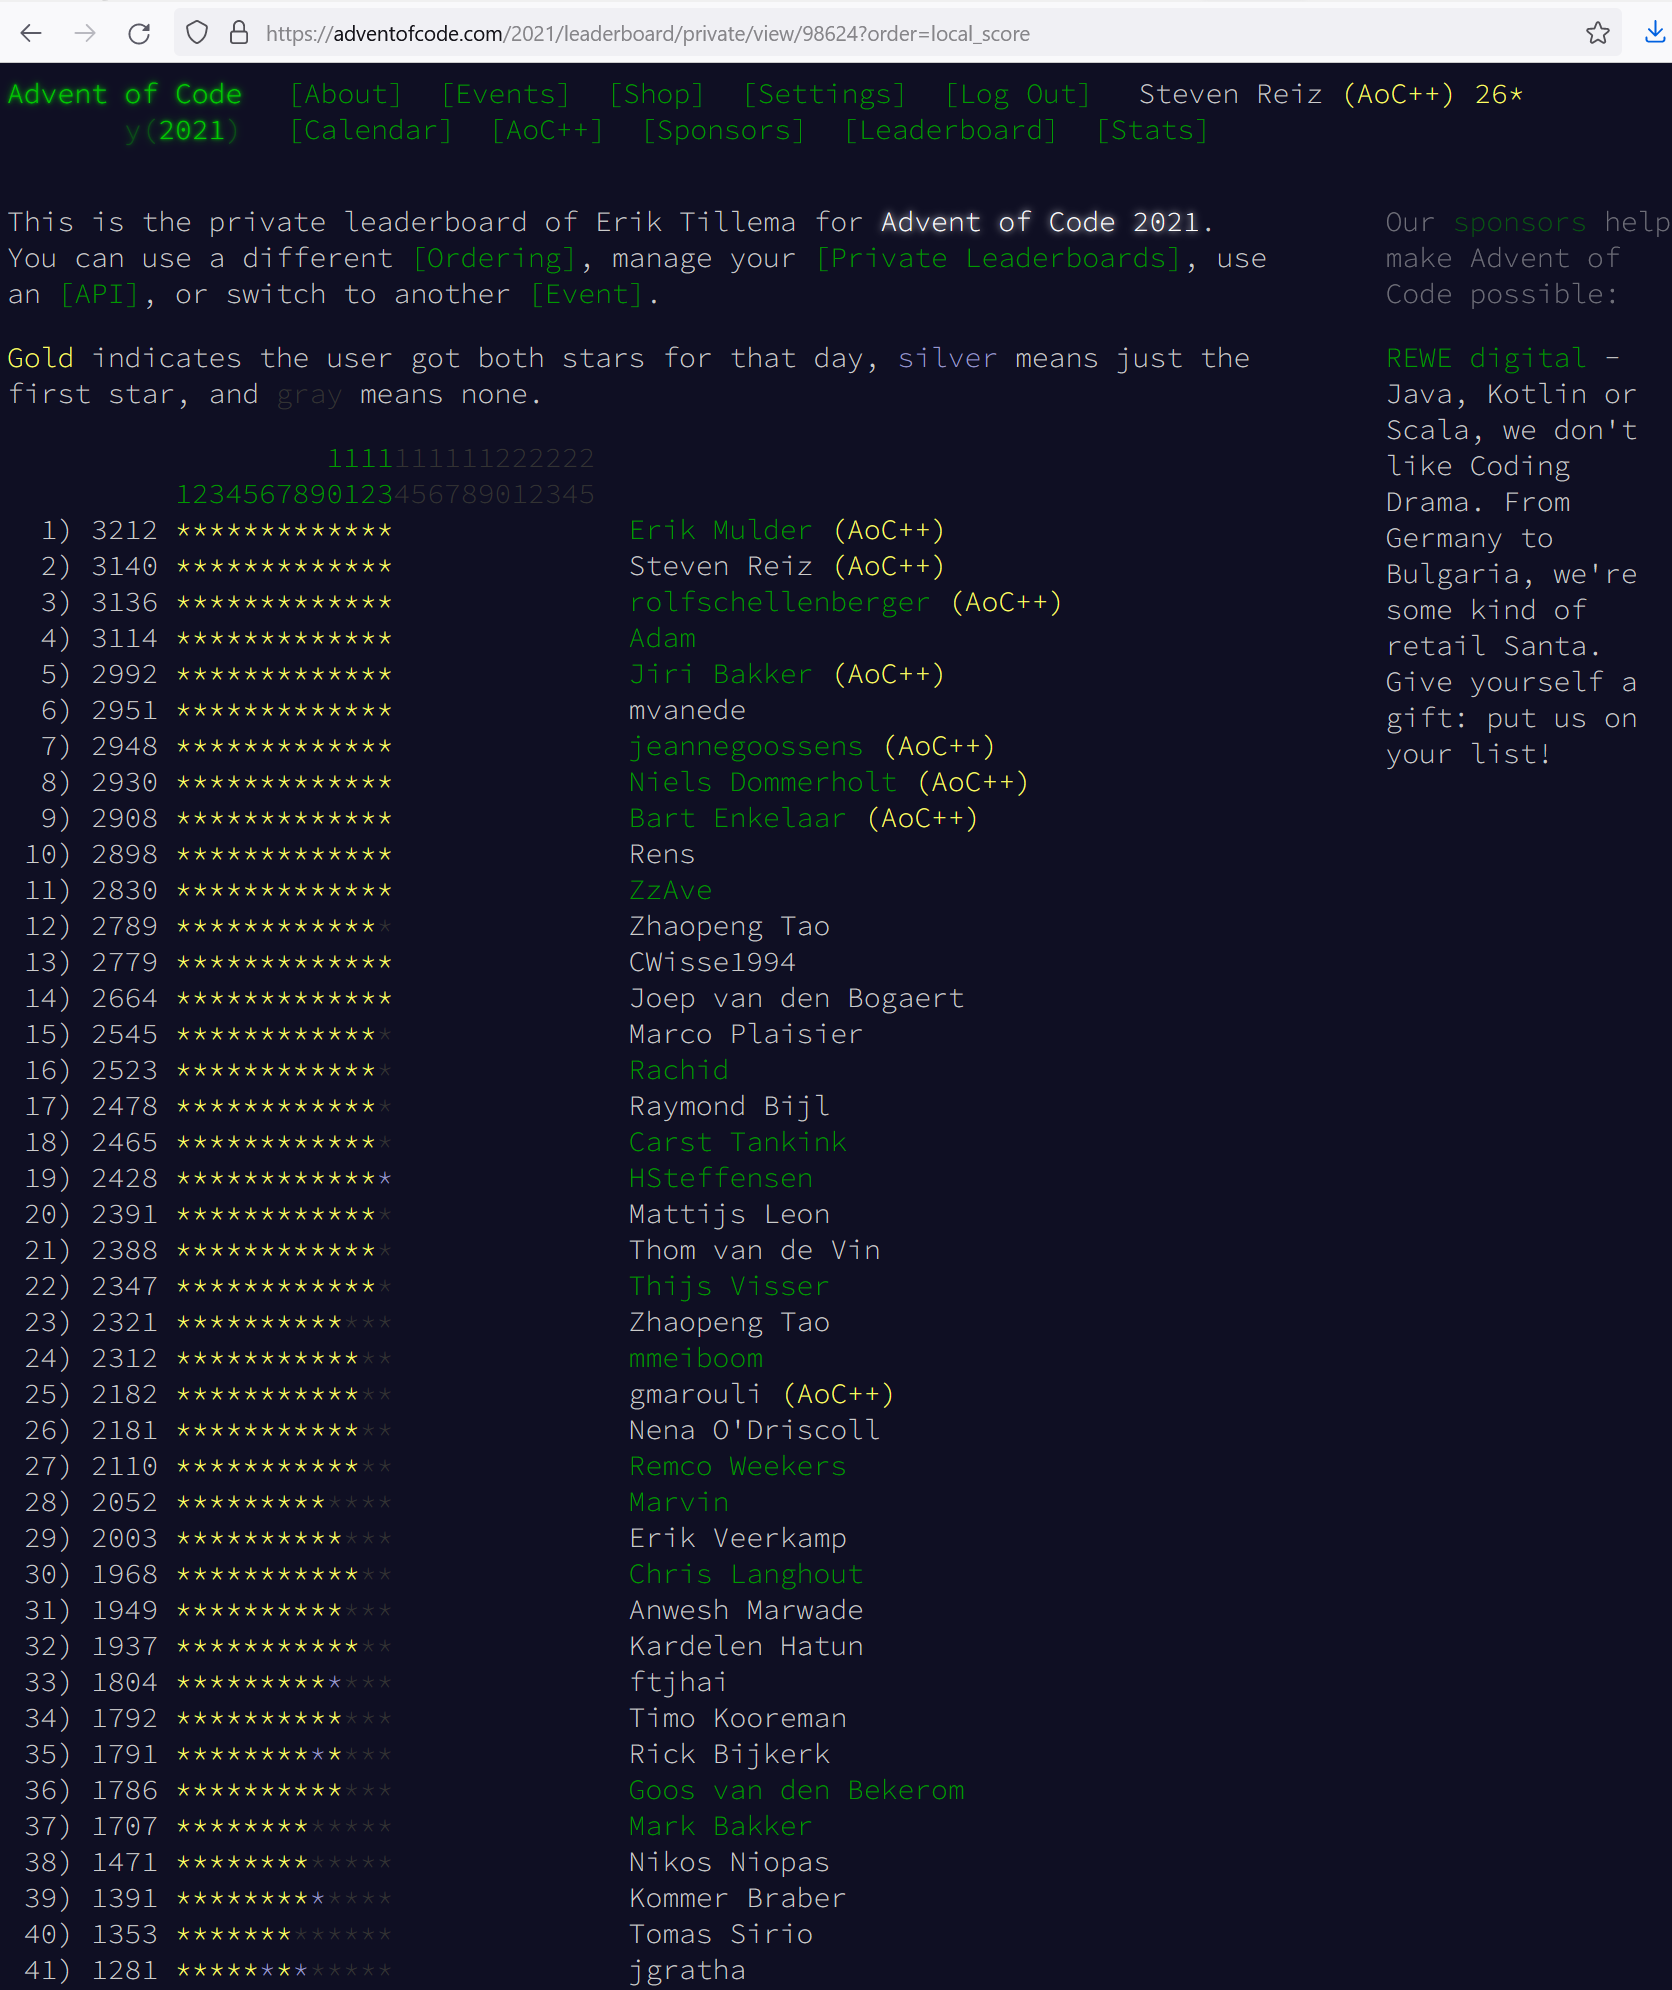 https://adventofcode.com/2021/leaderboard/private/view/98624?order=local_score
Advent of Code [About] [Events] [Shop] [Settings] [Log Out] Steven Reiz (AoC++) 26*
y(2021) [Calendar] [AoC++] [Sponsors] [Leaderboard] [Stats]
This is the private leaderboard of Erik Tillema for Advent of Code 2021.
You can use a different [Ordering], manage your [Private Leaderboards], use
an [API], or switch to another [Event].
Gold indicates the user got both stars for that day, silver means just the
first star, and gray means none.
1111111111222222
1234567890123456789012345
1) 3212 ************* Erik Mulder (AoC++)
2) 3140 ************* Steven Reiz (AoC++)
3) 3136 ************* rolfschellenberger (AoC++)
4) 3114 ************* Adam
5) 2992 ************* Jiri Bakker (AoC++)
6) 2951 ************* mvanede
7) 2948 ************* jeannegoossens (AoC++)
8) 2930 ************* Niels Dommerholt (AoC++)
9) 2908 ************* Bart Enkelaar (AoC++)
10) 2898 ************* Rens
11) 2830 ************* ZzAve
12) 2789 ************* Zhaopeng Tao
13) 2779 ************* CWisse1994
14) 2664 ************* Joep van den Bogaert
15) 2545 ************* Marco Plaisier
16) 2523 ************* Rachid
17) 2478 ************* Raymond Bijl
18) 2465 ************* Carst Tankink
19) 2428 ************* HSteffensen
20) 2391 ************* Mattijs Leon
21) 2388 ************* Thom van de Vin
22) 2347 ************* Thijs Visser
23) 2321 ************* Zhaopeng Tao
24) 2312 ************* mmeiboom
25) 2182 ************* gmarouli (AoC++)
26) 2181 ************* Nena O'Driscoll
27) 2110 ************* Remco Weekers
28) 2052 ************* Marvin
29) 2003 ************* Erik Veerkamp
30) 1968 ************* Chris Langhout
31) 1949 ************* Anwesh Marwade
32) 1937 ************* Kardelen Hatun
33) 1804 ************* ftjhai
34) 1792 ************* Timo Kooreman
35) 1791 ************* Rick Bijkerk
36) 1786 ************* Goos van den Bekerom
37) 1707 ************* Mark Bakker
38) 1471 ************* Nikos Niopas
39) 1391 ************* Kommer Braber
40) 1353 ************* Tomas Sirio
41) 1281 ************* jgratha
Our sponsors help
make Advent of
Code possible:
REWE digital -
Java, Kotlin or
Scala, we don't
like Coding
Drama. From
Germany to
Bulgaria, we're
some kind of
retail Santa.
Give yourself a
gift: put us on
your list!